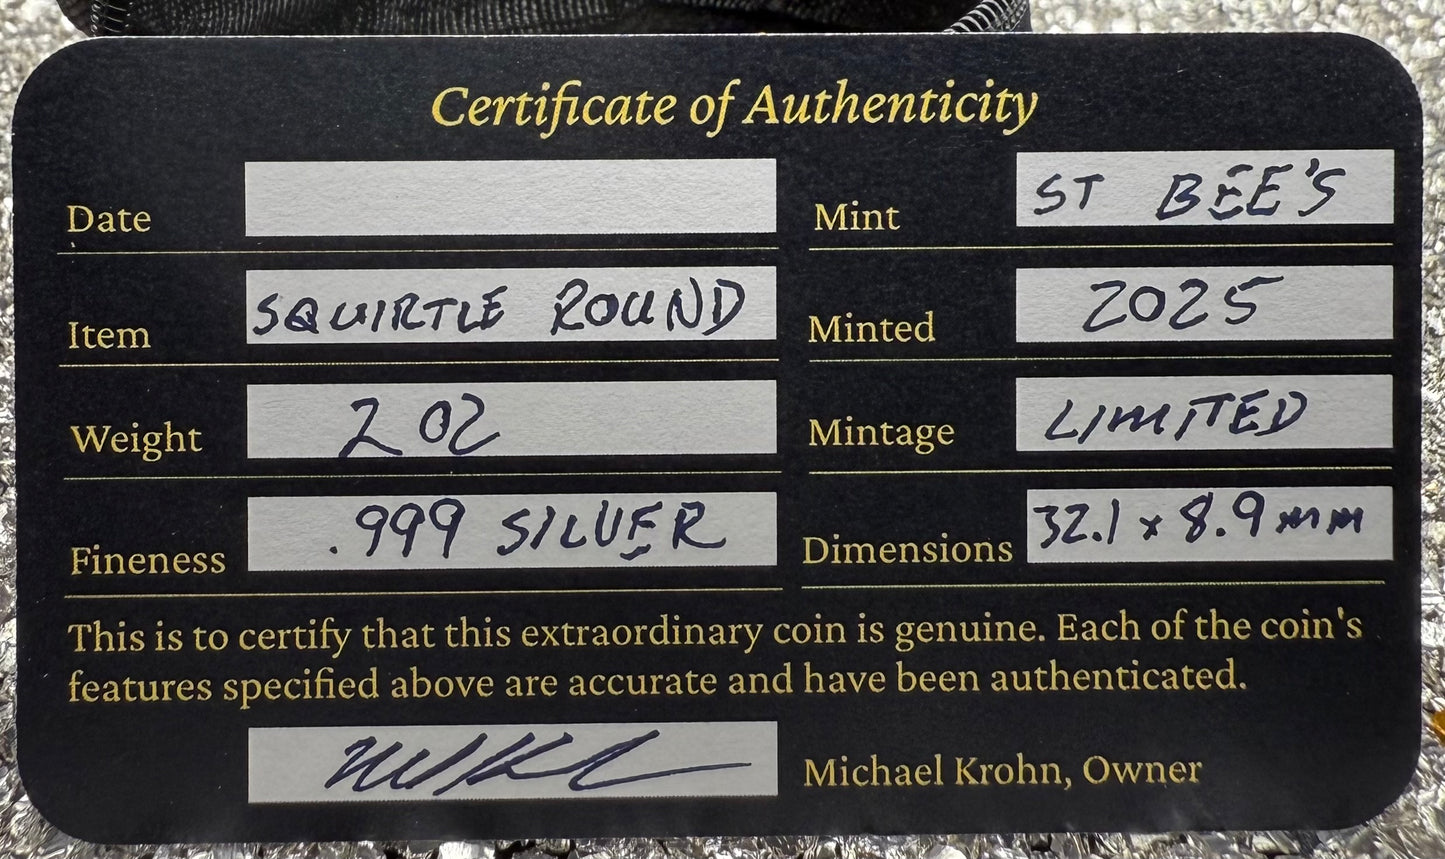 Certificate of Authenticity
Date
Mint ST BEE'S
Item SQUIRTLE ROUND
Minted 2025
Weight 2 OZ
Mintage LIMITED
Fineness .999 SILVER
Dimensions 32.1 x 8.9 mm
This is to certify that this extraordinary coin is genuine. Each of the coin's
features specified above are accurate and have been authenticated.
Michael Krohn, Owner